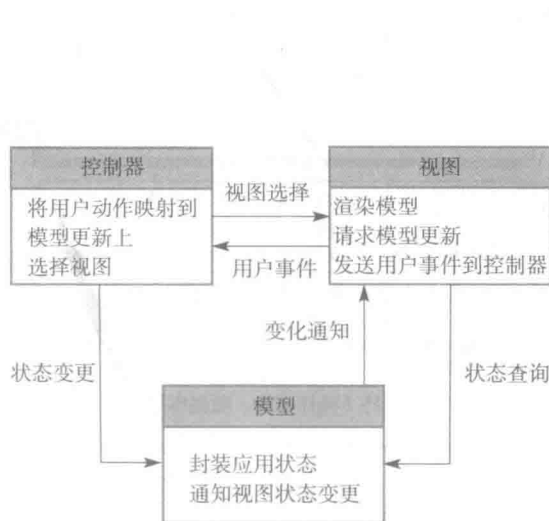 控制器
将用户动作映射到
模型更新上
选择视图
视图选择
用户事件
视图
渲染模型
请求模型更新
发送用户事件到控制器
变化通知
状态变更
状态查询
模型
封装应用状态
通知视图状态变更